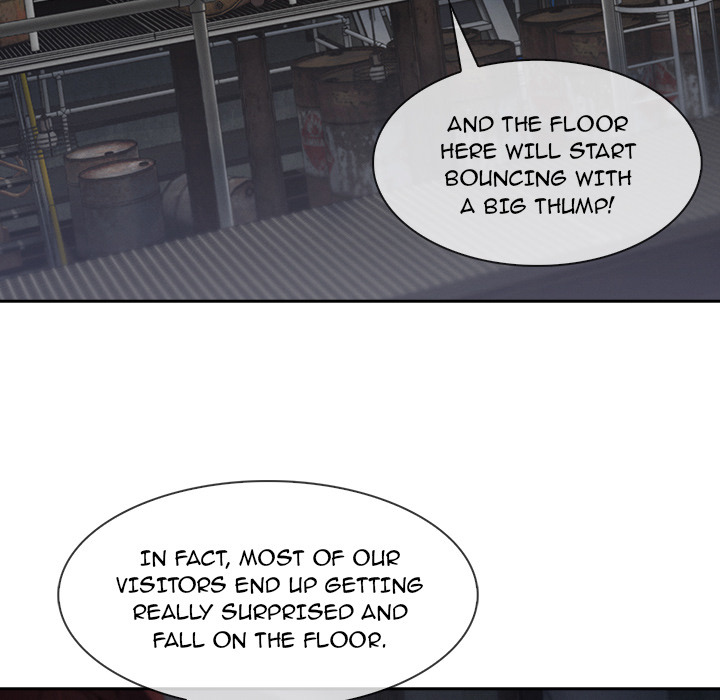 AND THE FLOOR
HERE WILL START
BOUNCING WITH
A BIG THUMP!
IN FACT, MOST OF OUR
VISITORS END UP GETTING
REALLY SURPRISED AND
FALL ON THE FLOOR.